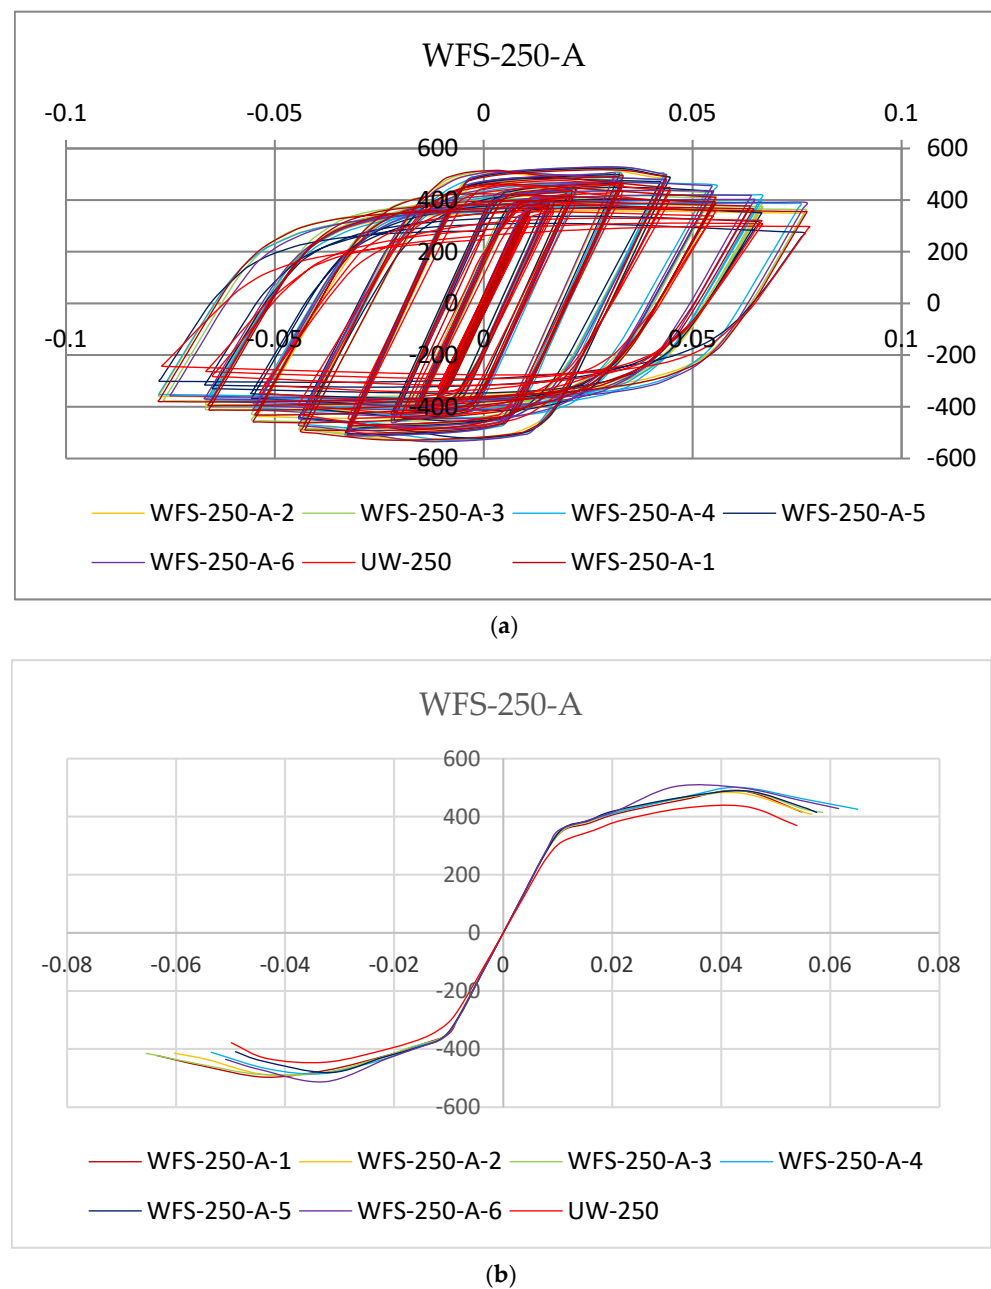 WFS-250-A
-0.1 -0.05 0 0.05 0.1
600 600
400 400
200 200
0 0
-0.1 -0.05 0 0.05 0.1
-200 -200
-400 -400
-600 -600
WFS-250-A-2 WFS-250-A-3 WFS-250-A-4 WFS-250-A-5
WFS-250-A-6 UW-250 WFS-250-A-1
(a)
WFS-250-A
600
400
200
0
-0.08 -0.06 -0.04 -0.02 0 0.02 0.04 0.06 0.08
-200
-400
-600
WFS-250-A-1 WFS-250-A-2 WFS-250-A-3 WFS-250-A-4
WFS-250-A-5 WFS-250-A-6 UW-250
(b)